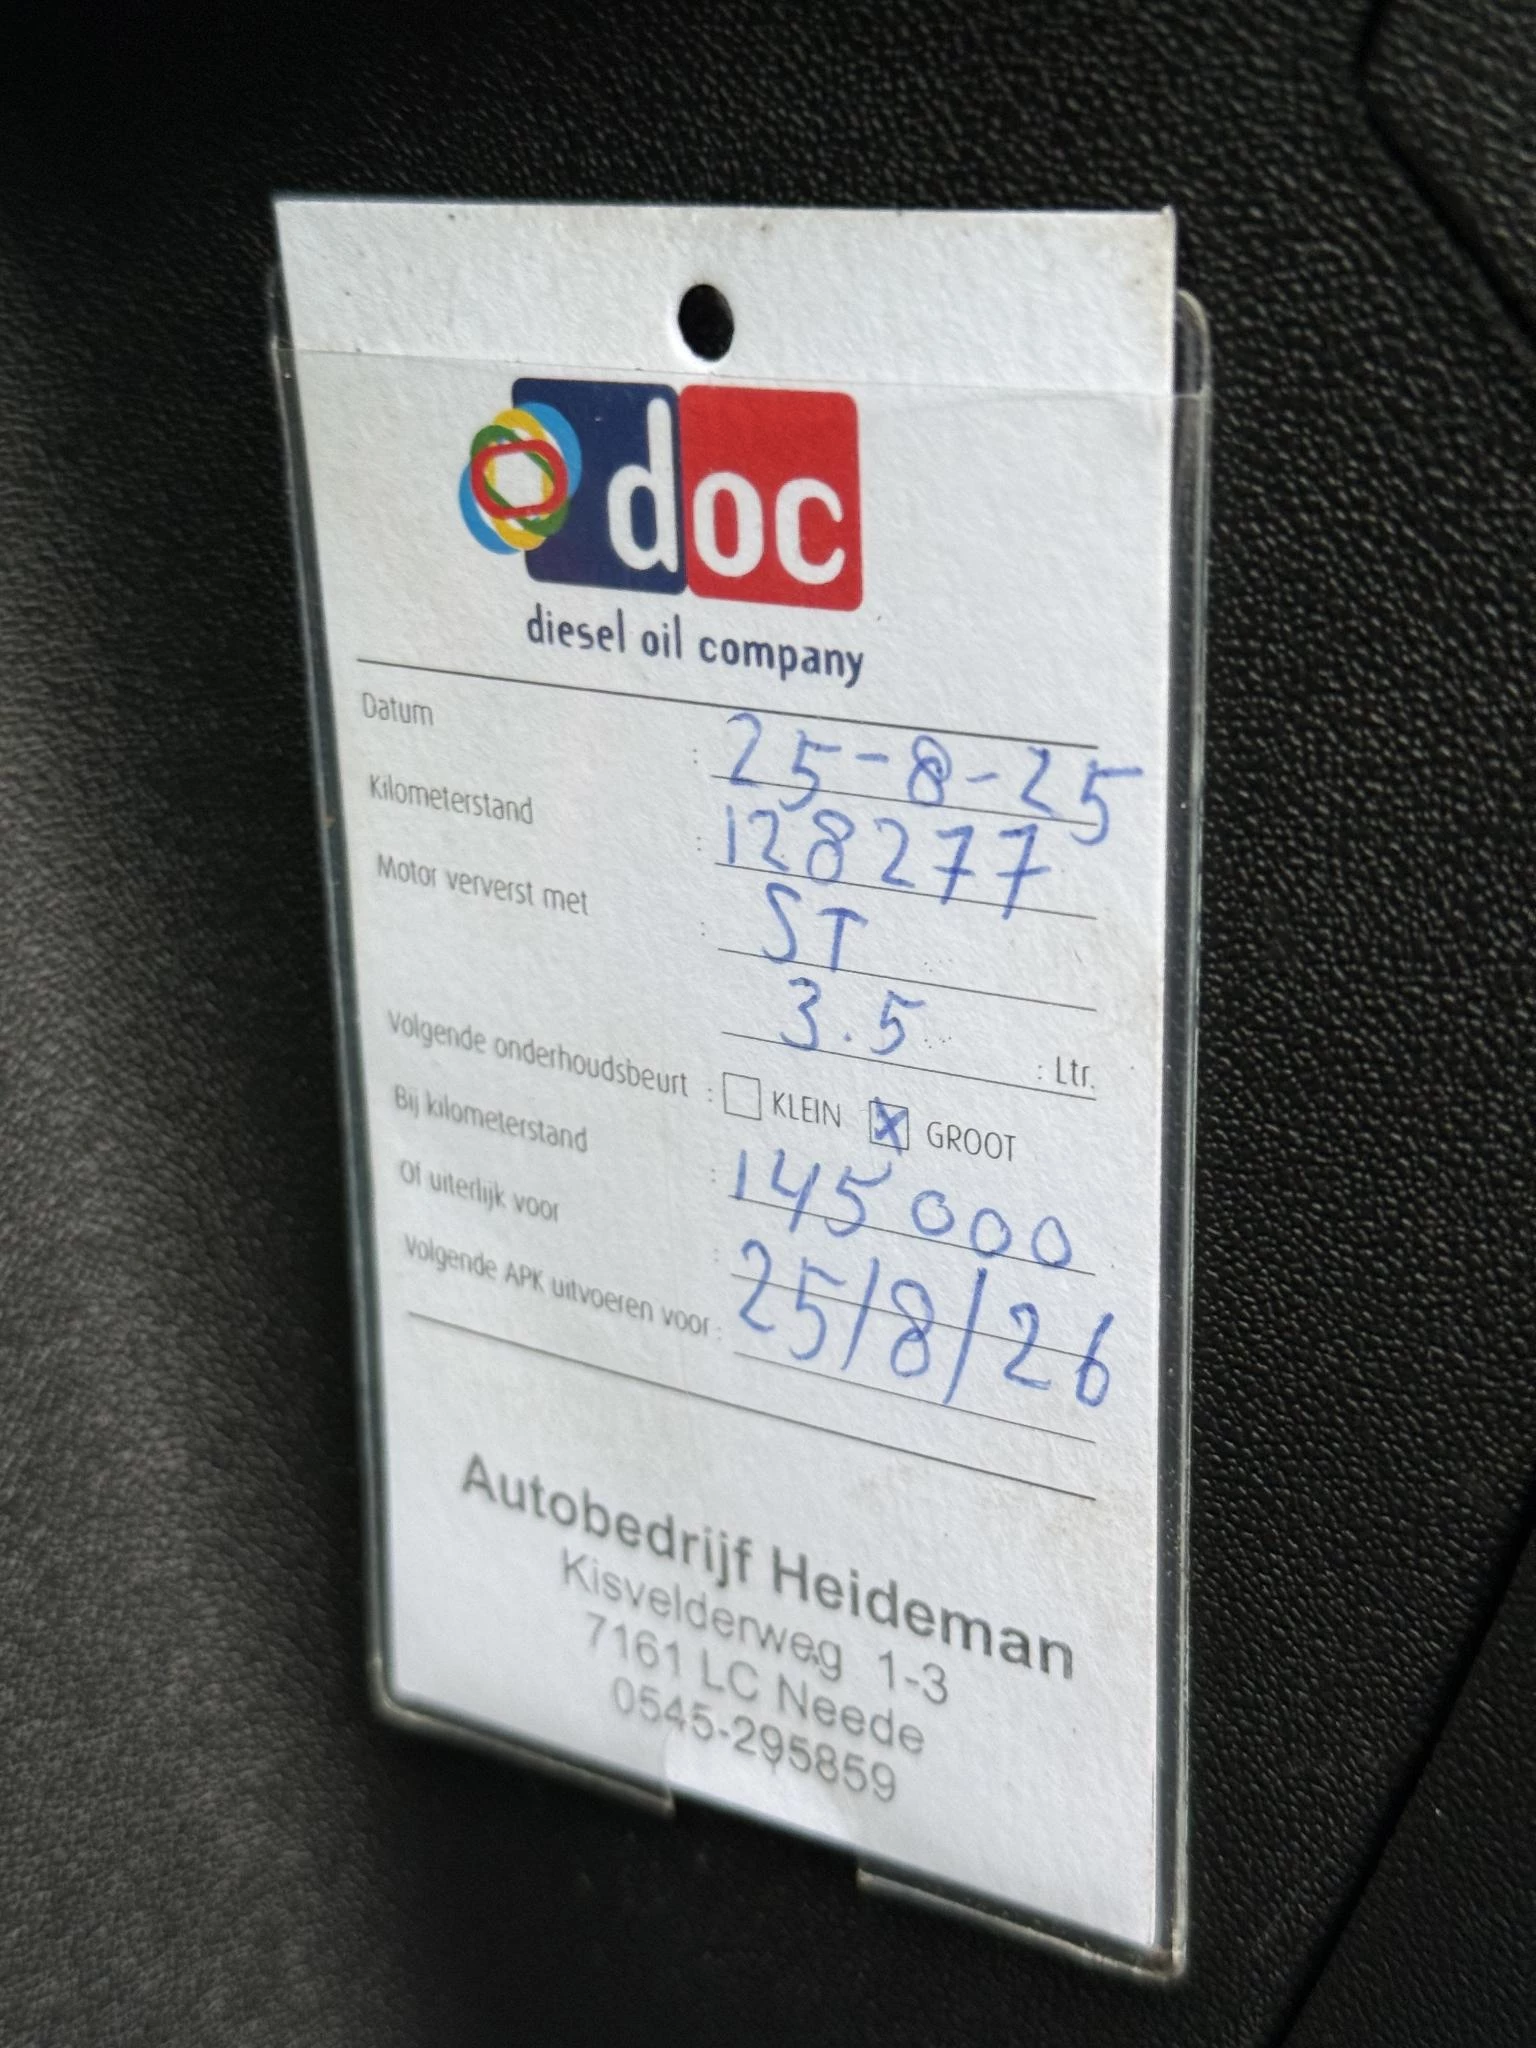 doc
diesel oil company
Datum : 25-8-25
Kilometerstand : 128277
Motor ververst met : ST
3.5 : Ltr.
Volgende onderhoudsbeurt : KLEIN X GROOT
Bij kilometerstand : 145000
Of uiterlijk voor : 25/8/26
Volgende APK uitvoeren voor :
Autobedrijf Heideman
Kisvelderweg 1-3
7161 LC Neede
0545-295859